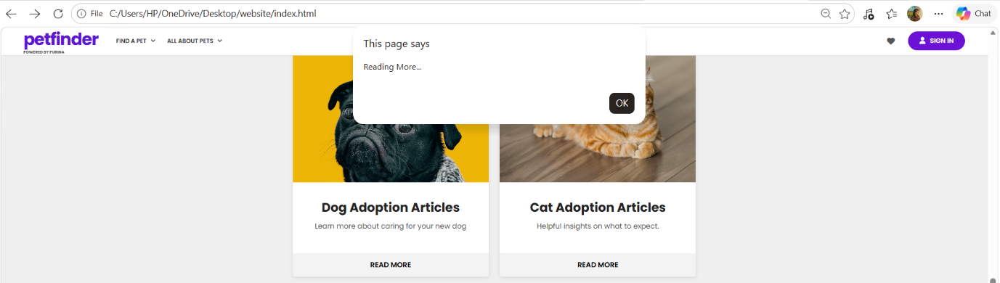 File C:/Users/HP/OneDrive/Desktop/website/index.html Chat
petfinder
POWERED BY PURINA
FIND A PET ALL ABOUT PETS SIGN IN
This page says
Reading More...
OK
Dog Adoption Articles
Learn more about caring for your new dog
READ MORE
Cat Adoption Articles
Helpful insights on what to expect.
READ MORE